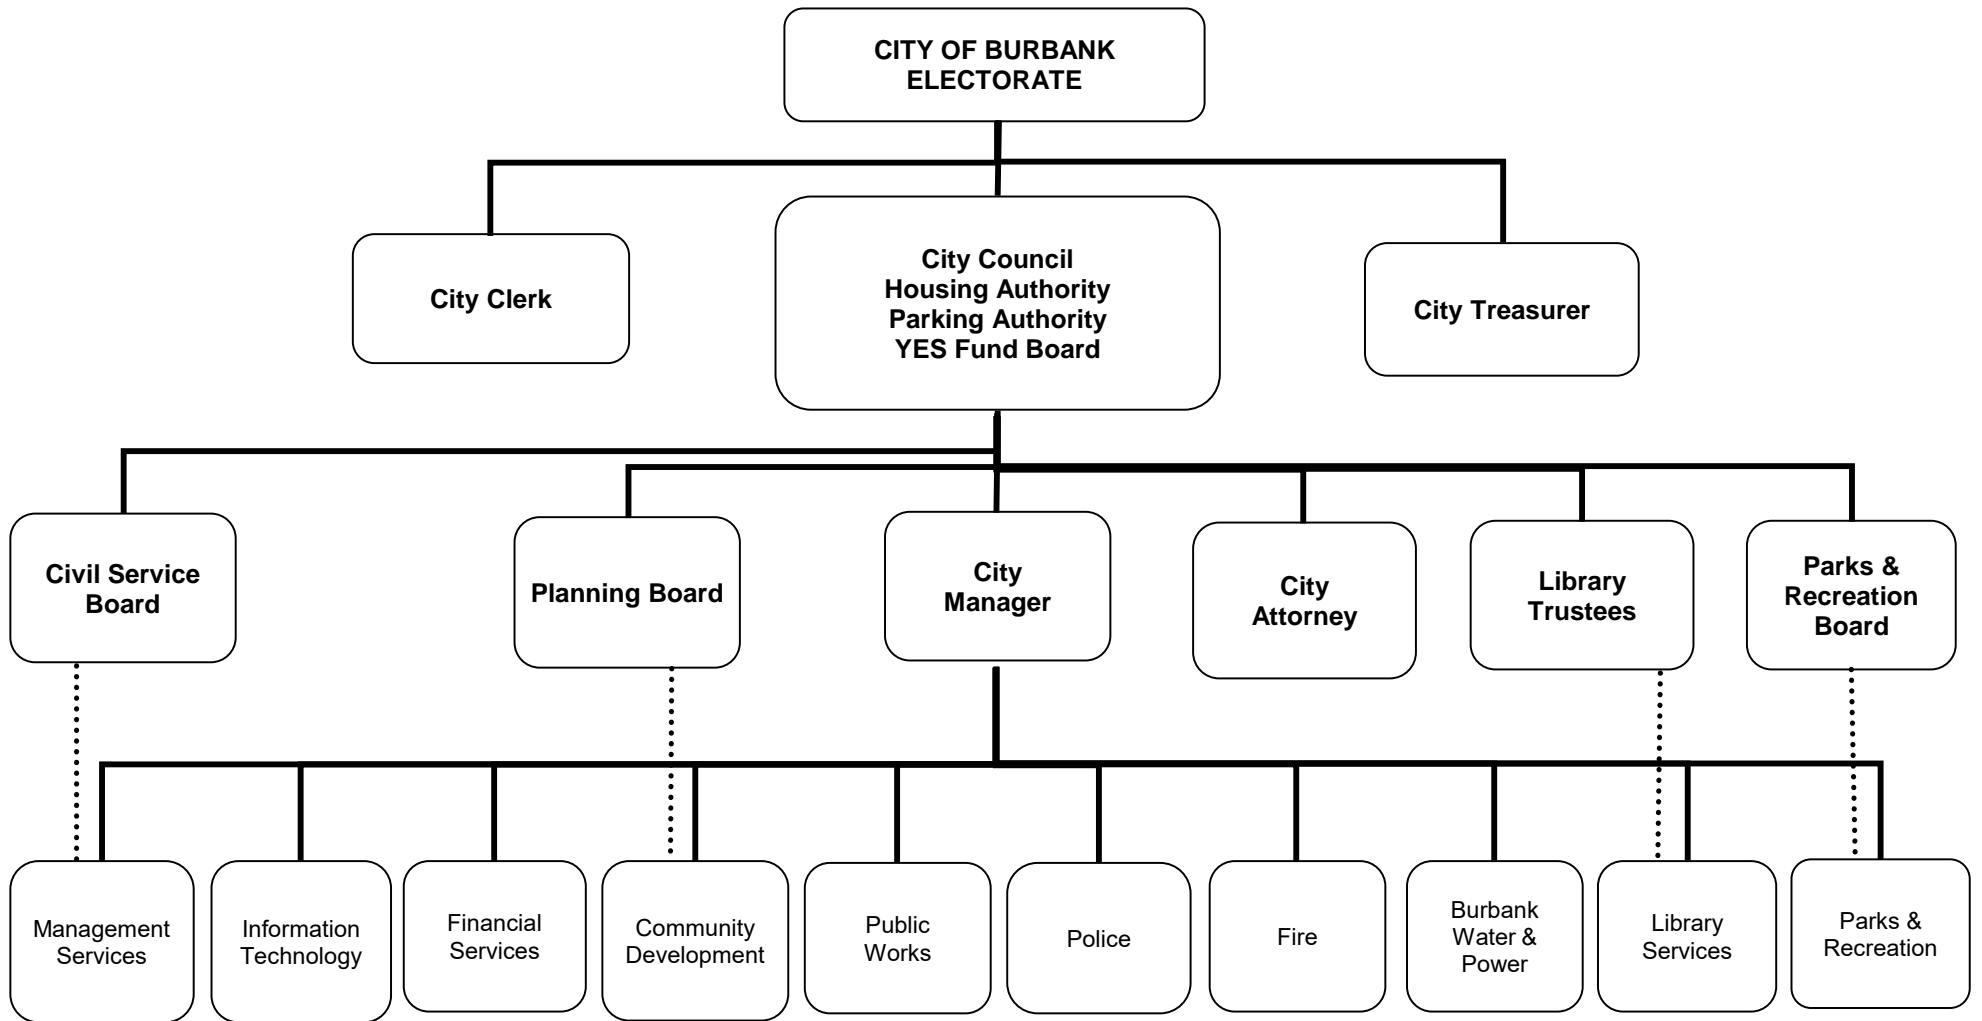 CITY OF BURBANK
ELECTORATE
City Clerk
City Council
Housing Authority
Parking Authority
YES Fund Board
City Treasurer
Civil Service
Board
Planning Board
City
Manager
City
Attorney
Library
Trustees
Parks &
Recreation
Board
Management
Services
Information
Technology
Financial
Services
Community
Development
Public
Works
Police
Fire
Burbank
Water &
Power
Library
Services
Parks &
Recreation